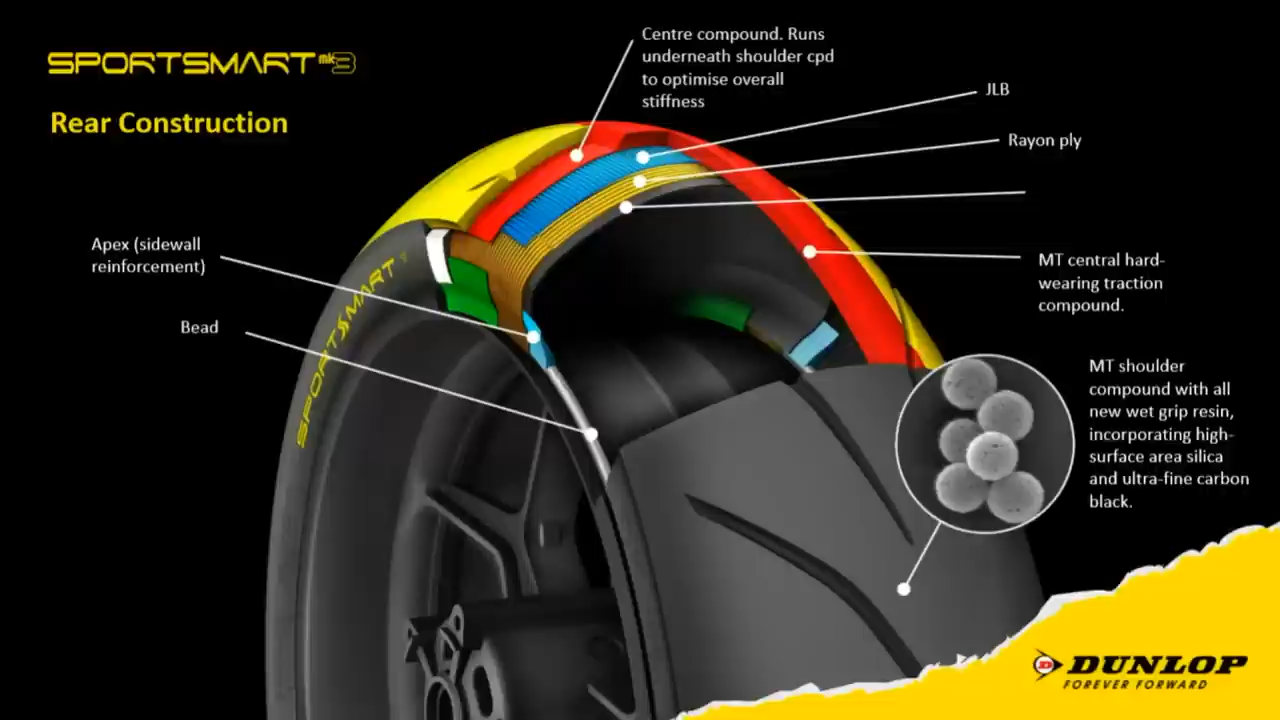 SPORTSMART mk3
Rear Construction
Centre compound. Runs
underneath shoulder cpd
to optimise overall
stiffness
JLB
Rayon ply
Apex (sidewall
reinforcement)
Bead
MT central hard-
wearing traction
compound.
MT shoulder
compound with all
new wet grip resin,
incorporating high-
surface area silica
and ultra-fine carbon
black.
SPORTSMART
D DUNLOP
FOREVER FORWARD